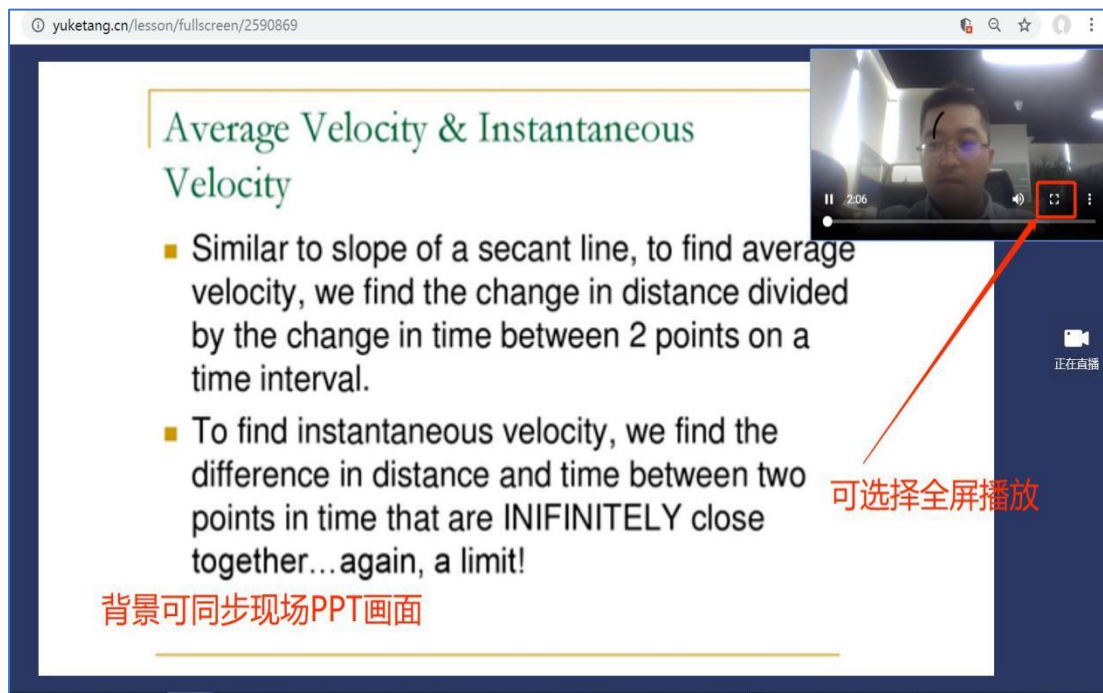 yuketang.cn/lesson/fullscreen/2590869
Average Velocity & Instantaneous
Velocity
2:06
Similar to slope of a secant line, to find average
velocity, we find the change in distance divided
by the change in time between 2 points on a
time interval.
正在直播
To find instantaneous velocity, we find the
difference in distance and time between two
points in time that are INIFINITELY close
together…again, a limit!
可选择全屏播放
背景可同步现场PPT画面